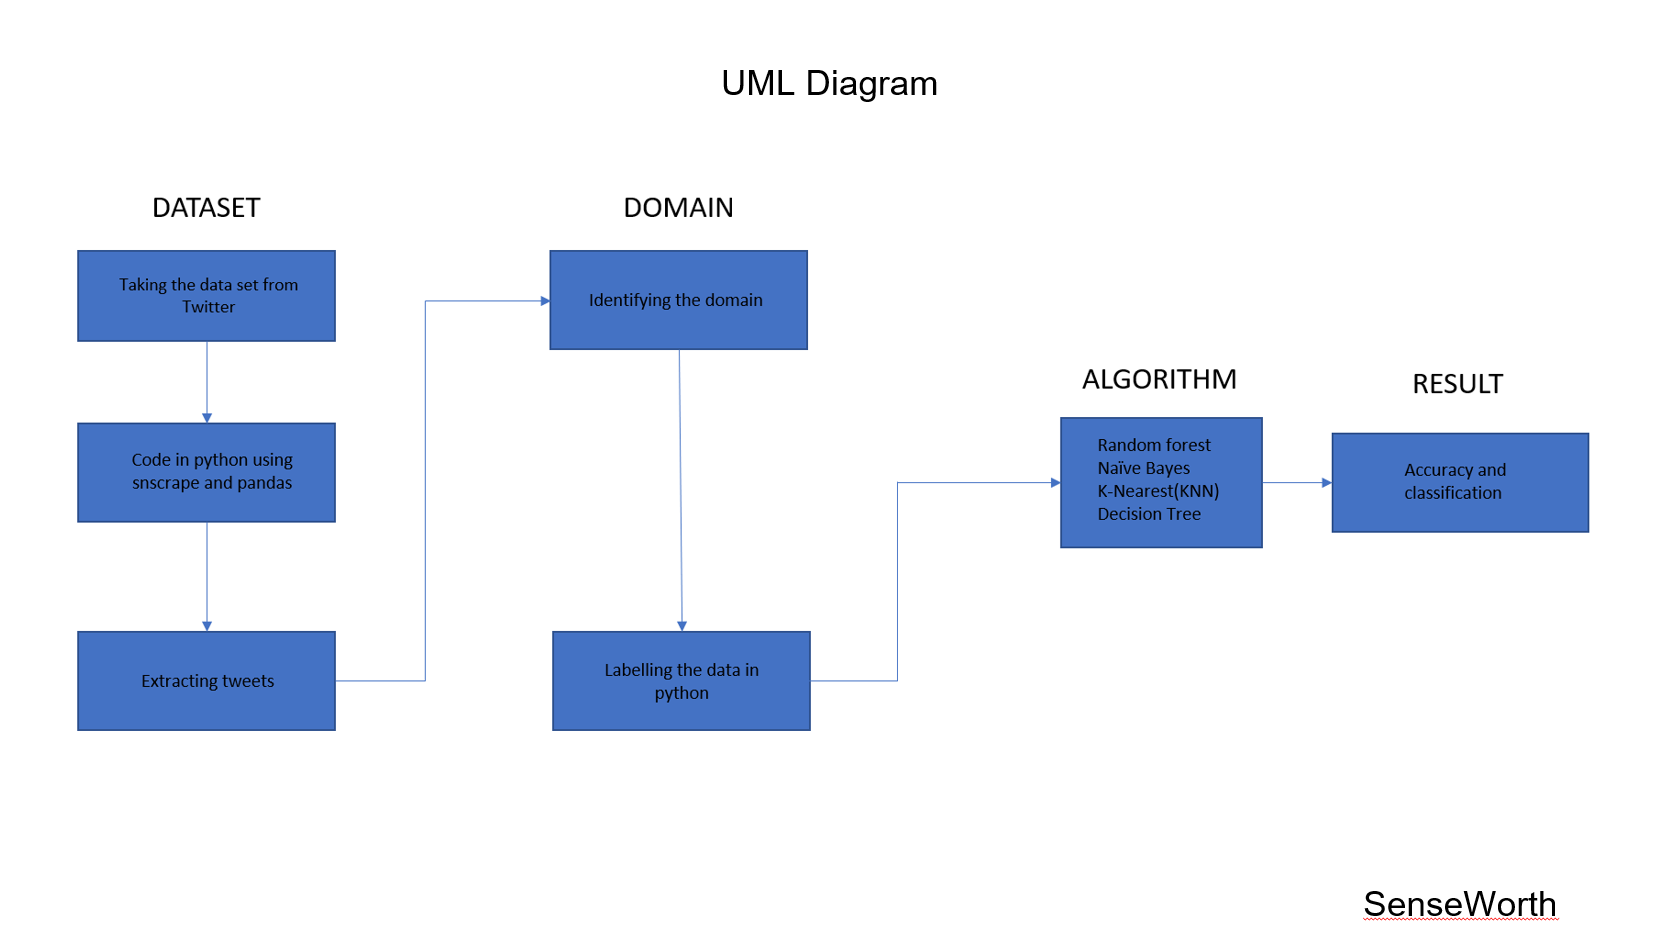 UML Diagram
DATASET
Taking the data set from
Twitter
Code in python using
snscrape and pandas
Extracting tweets
DOMAIN
Identifying the domain
Labelling the data in
python
ALGORITHM
Random forest
Naïve Bayes
K-Nearest(KNN)
Decision Tree
RESULT
Accuracy and
classification
SenseWorth